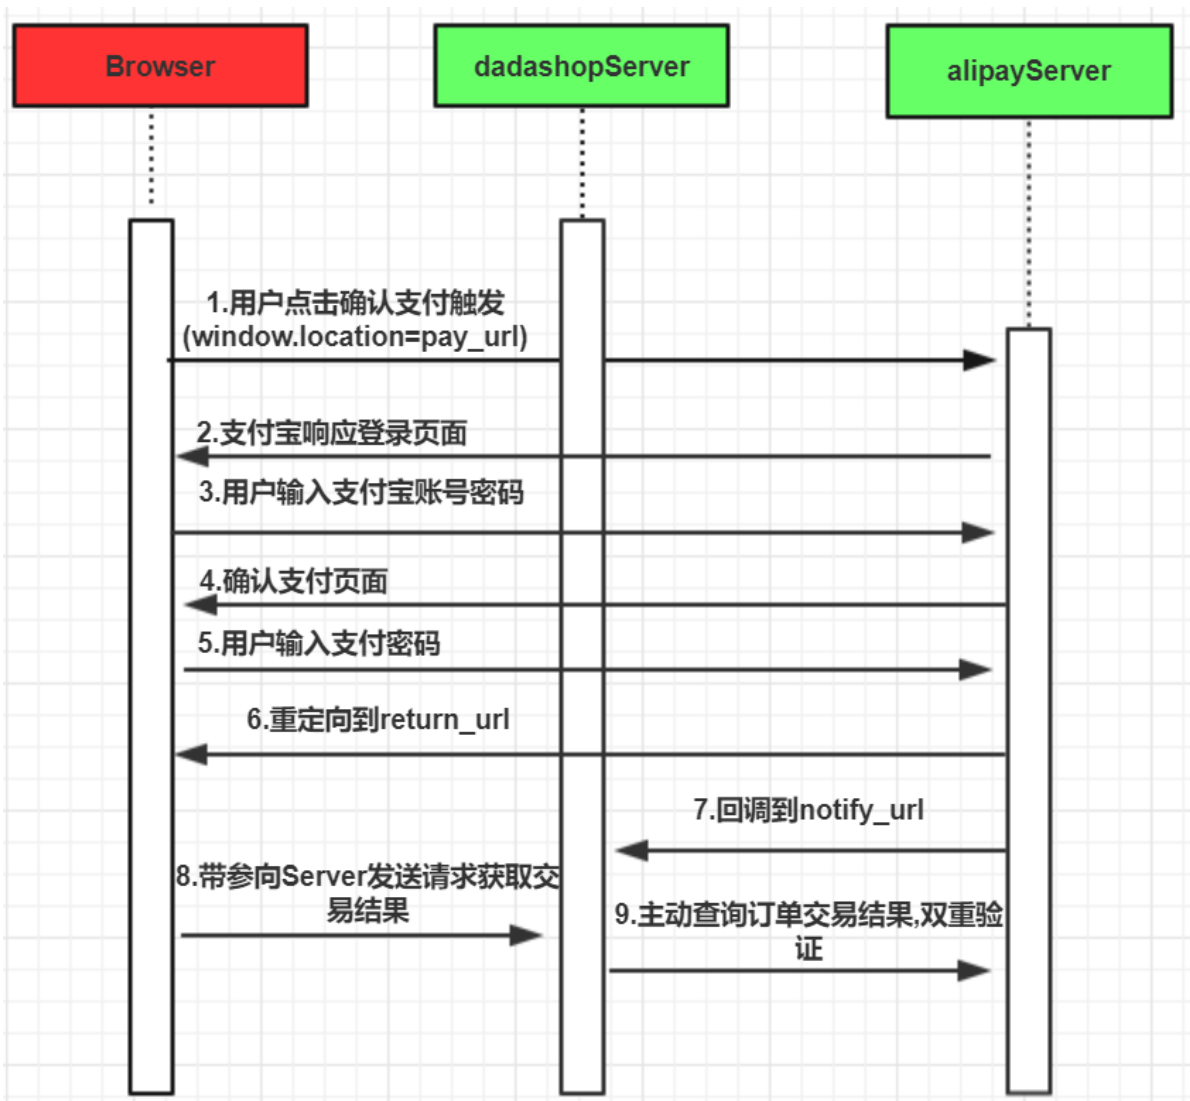 Browser
dadashopServer
alipayServer
1.用户点击确认支付触发
(window.location=pay_url)
2.支付宝响应登录页面
3.用户输入支付宝账号密码
4.确认支付页面
5.用户输入支付密码
6.重定向到return_url
7.回调到notify_url
8.带参向Server发送请求获取交
易结果
9.主动查询订单交易结果,双重验
证